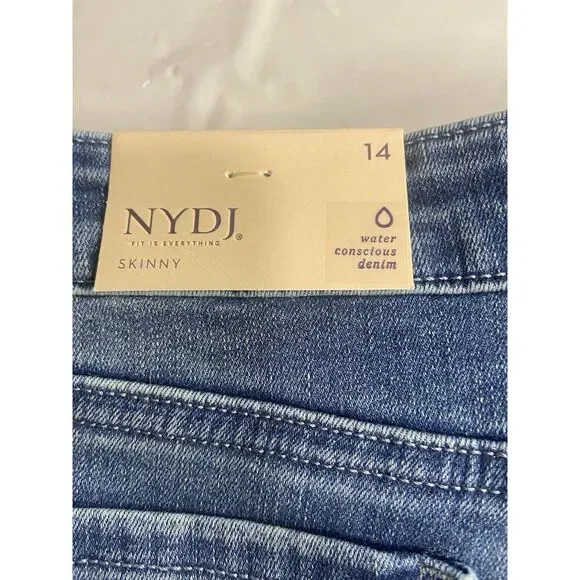 14
NYDJ®
FIT IS EVERYTHING
SKINNY
water
conscious
denim